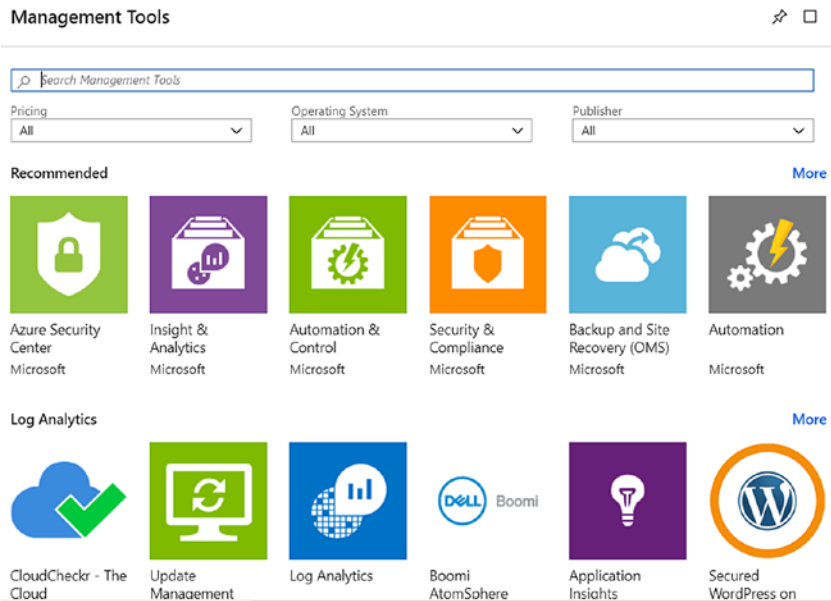 Management Tools
Search Management Tools
Pricing Operating System Publisher
All All All
Recommended More
Azure Security Insight & Automation & Security & Backup and Site Automation
Center Analytics Control Compliance Recovery (OMS)
Microsoft Microsoft Microsoft Microsoft Microsoft Microsoft
Log Analytics More
DELL Boomi W
CloudCheckr - The Update Log Analytics Boomi Application Secured
Cloud Management AtomSphere Insights WordPress on